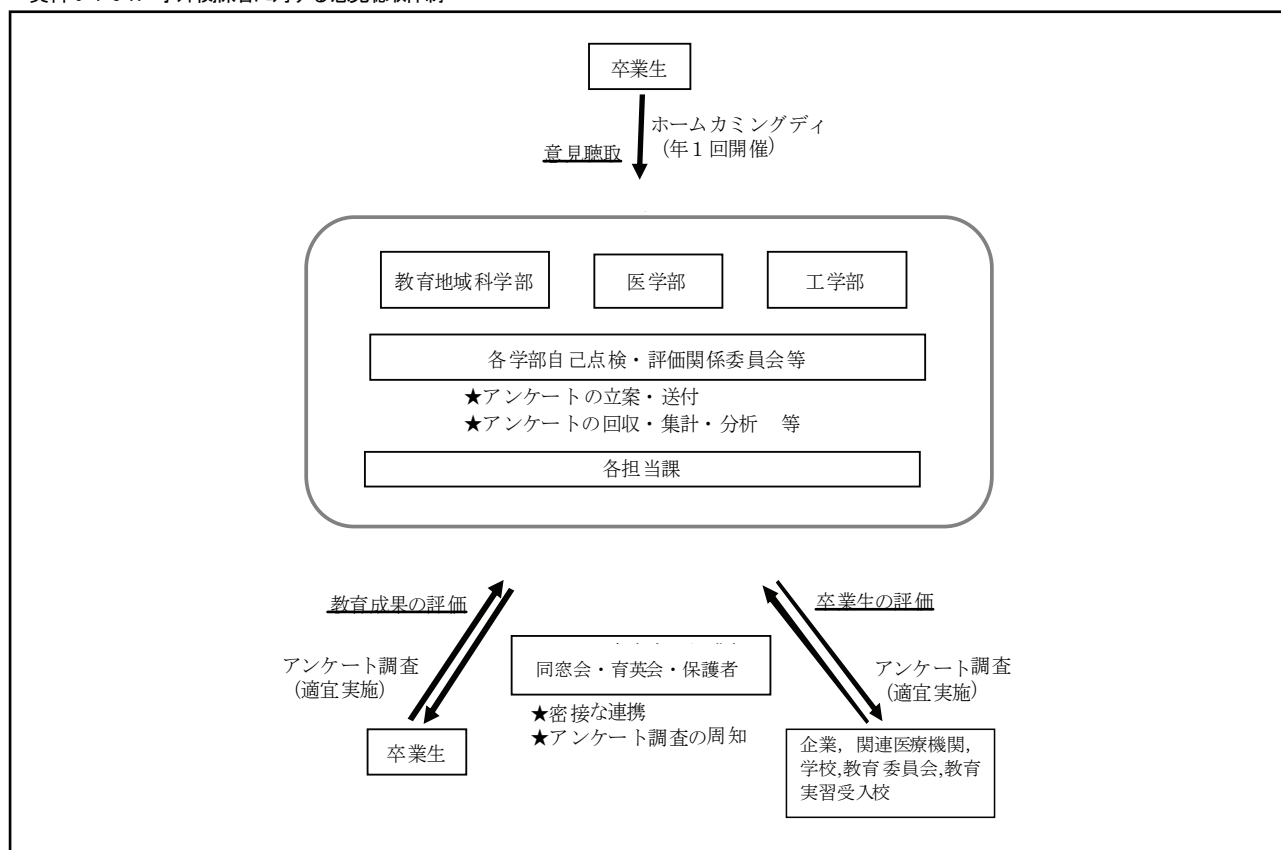 卒業生
ホームカミングディ
(年１回開催)
意見聴取
教育地域科学部
医学部
工学部
各学部自己点検・評価関係委員会等
★アンケートの立案・送付
★アンケートの回収・集計・分析　等
各担当課
教育成果の評価
卒業生の評価
アンケート調査
(適宜実施)
同窓会・育英会・保護者
アンケート調査
(適宜実施)
★密接な連携
★アンケート調査の周知
卒業生
企業，関連医療機関，
学校,教育委員会,教育
実習受入校